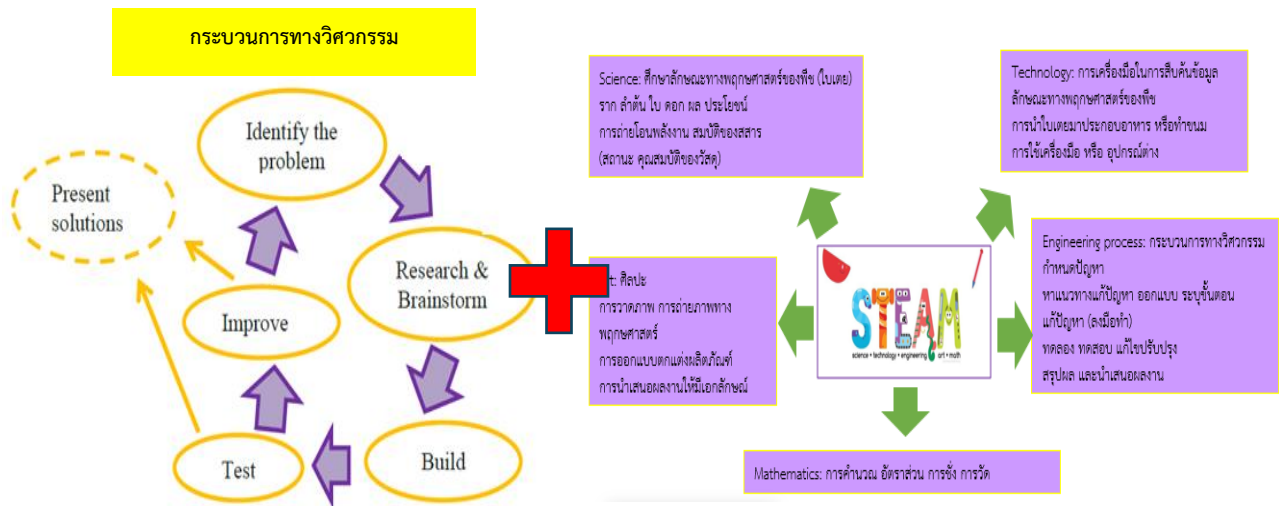 กระบวนการทางวิศวกรรม
Identify the
problem
Present
solutions
Research &
Brainstorm
Improve
Test
Build
Science: ศึกษาลักษณะทางพฤกษศาสตร์ของพืช (ใบเตย)
ราก ลำต้น ใบ ดอก ผล ประโยชน์
การถ่ายโอนพลังงาน สมบัติของสสาร
(สถานะ คุณสมบัติของวัสดุ)
Technology: การเครื่องมือในการสืบค้นข้อมูล
ลักษณะทางพฤกษศาสตร์ของพืช
การนำใบเตยมาประกอบอาหาร หรือทำขนม
การใช้เครื่องมือ หรือ อุปกรณ์ต่าง
t: ศิลปะ
การวาดภาพ การถ่ายภาพทาง
พฤกษศาสตร์
การออกแบบตกแต่งผลิตภัณฑ์
การนำเสนอผลงานให้มีเอกลักษณ์
STEAM
science • technology • engineering art • math
Engineering process: กระบวนการทางวิศวกรรม
กำหนดปัญหา
หาแนวทางแก้ปัญหา ออกแบบ ระบุขั้นตอน
แก้ปัญหา (ลงมือทำ)
ทดลอง ทดสอบ แก้ไขปรับปรุง
สรุปผล และนำเสนอผลงาน
Mathematics: การคำนวณ อัตราส่วน การชั่ง การวัด